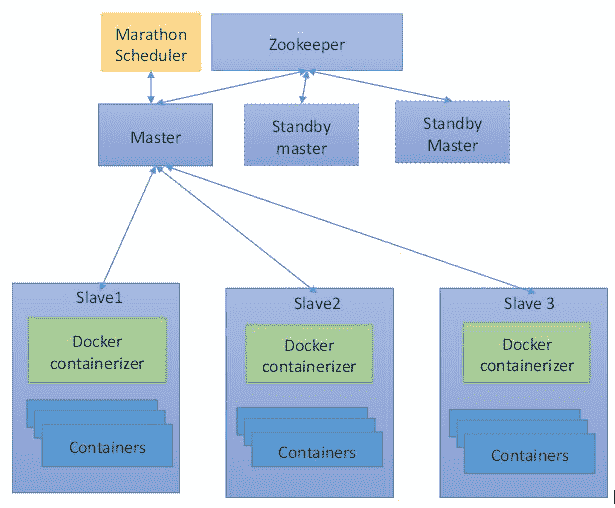 Marathon
Scheduler
Zookeeper
Master
Standby
master
Standby
Master
Slave1
Docker
containerizer
Containers
Slave2
Docker
containerizer
Containers
Slave 3
Docker
containerizer
Containers